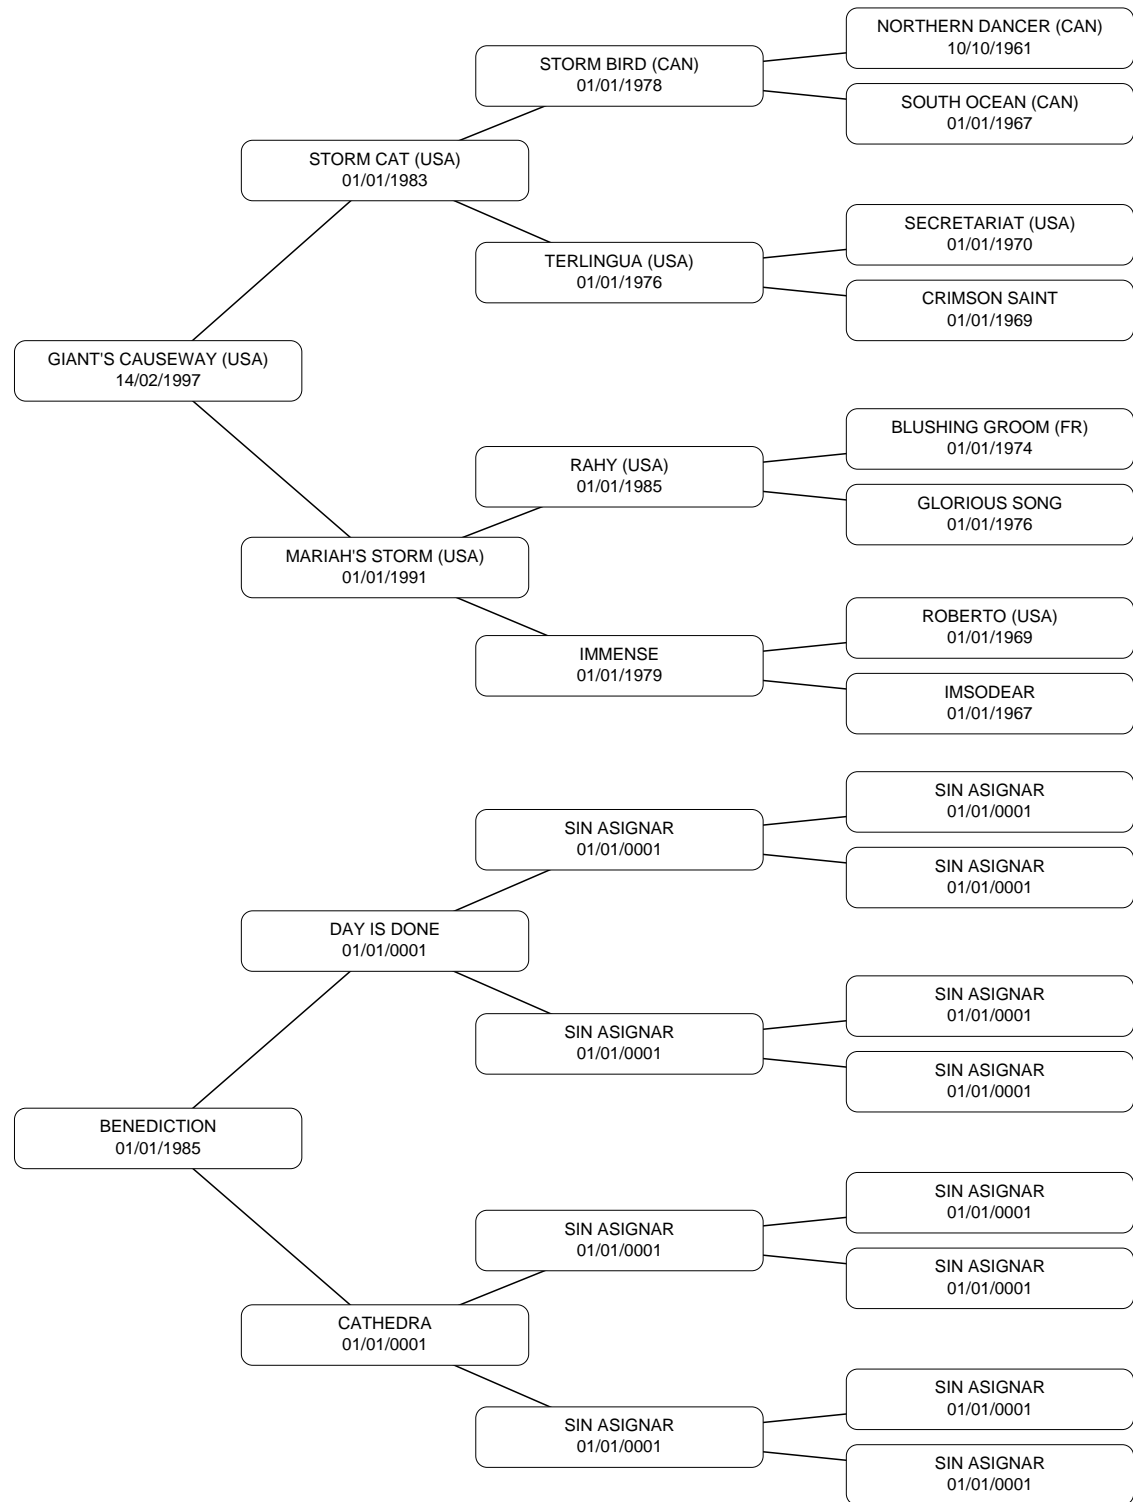 NORTHERN DANCER (CAN)
10/10/1961
STORM BIRD (CAN)
01/01/1978
SOUTH OCEAN (CAN)
01/01/1967
STORM CAT (USA)
01/01/1983
SECRETARIAT (USA)
01/01/1970
TERLINGUA (USA)
01/01/1976
CRIMSON SAINT
01/01/1969
GIANT'S CAUSEWAY (USA)
14/02/1997
BLUSHING GROOM (FR)
01/01/1974
RAHY (USA)
01/01/1985
GLORIOUS SONG
01/01/1976
MARIAH'S STORM (USA)
01/01/1991
ROBERTO (USA)
01/01/1969
IMMENSE
01/01/1979
IMSODEAR
01/01/1967
SIN ASIGNAR
01/01/0001
SIN ASIGNAR
01/01/0001
SIN ASIGNAR
01/01/0001
DAY IS DONE
01/01/0001
SIN ASIGNAR
01/01/0001
SIN ASIGNAR
01/01/0001
SIN ASIGNAR
01/01/0001
BENEDICTION
01/01/1985
SIN ASIGNAR
01/01/0001
SIN ASIGNAR
01/01/0001
SIN ASIGNAR
01/01/0001
CATHEDRA
01/01/0001
SIN ASIGNAR
01/01/0001
SIN ASIGNAR
01/01/0001
SIN ASIGNAR
01/01/0001